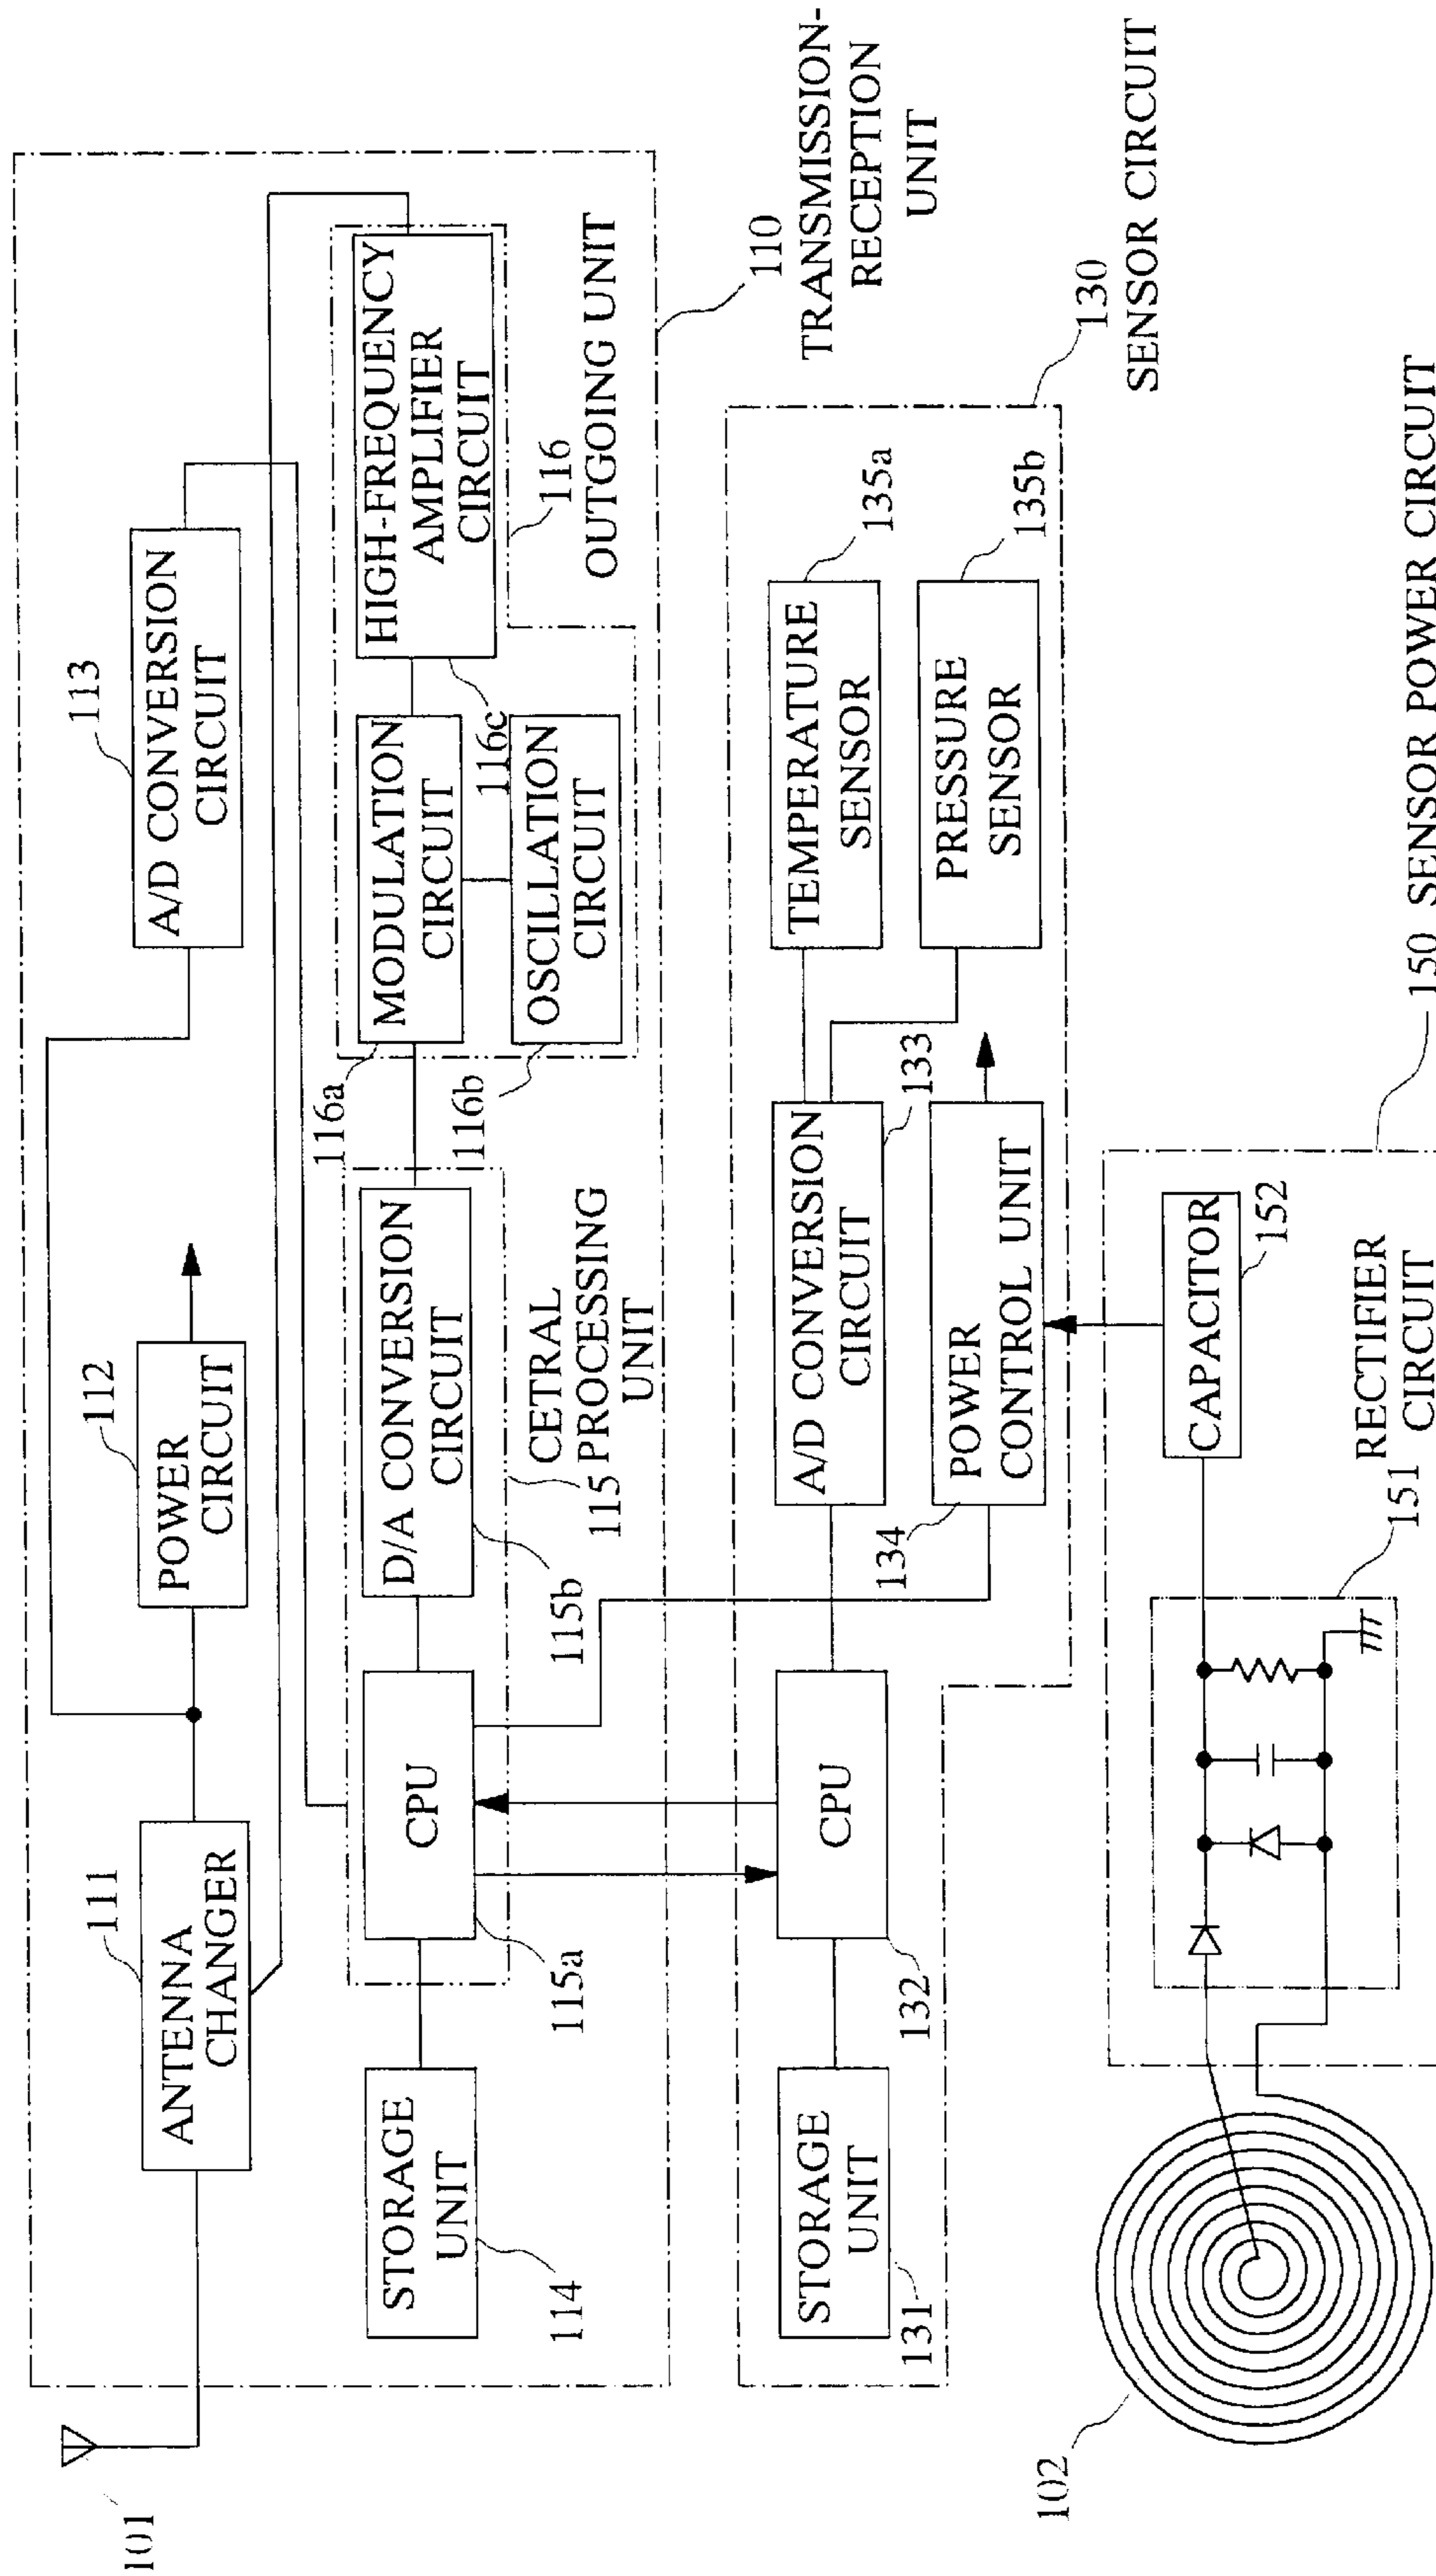 101
111
ANTENNA
CHANGER
112
POWER
CIRCUIT
113
A/D CONVERSION
CIRCUIT
STORAGE
UNIT
114
CPU
115a
D/A CONVERSION
CIRCUIT
115b
115
CETRAL
PROCESSING
UNIT
116a
MODULATION
CIRCUIT
116b
OSCILLATION
CIRCUIT
116c
HIGH-FREQUENCY
AMPLIFIER
CIRCUIT
116
OUTGOING UNIT
110
TRANSMISSION-
RECEPTION
UNIT
STORAGE
UNIT
131
CPU
132
A/D CONVERSION
CIRCUIT
133
134
POWER
CONTROL UNIT
TEMPERATURE
SENSOR
135a
PRESSURE
SENSOR
135b
130
SENSOR CIRCUIT
102
151
RECTIFIER
CIRCUIT
CAPACITOR
152
150 SENSOR POWER CIRCUIT